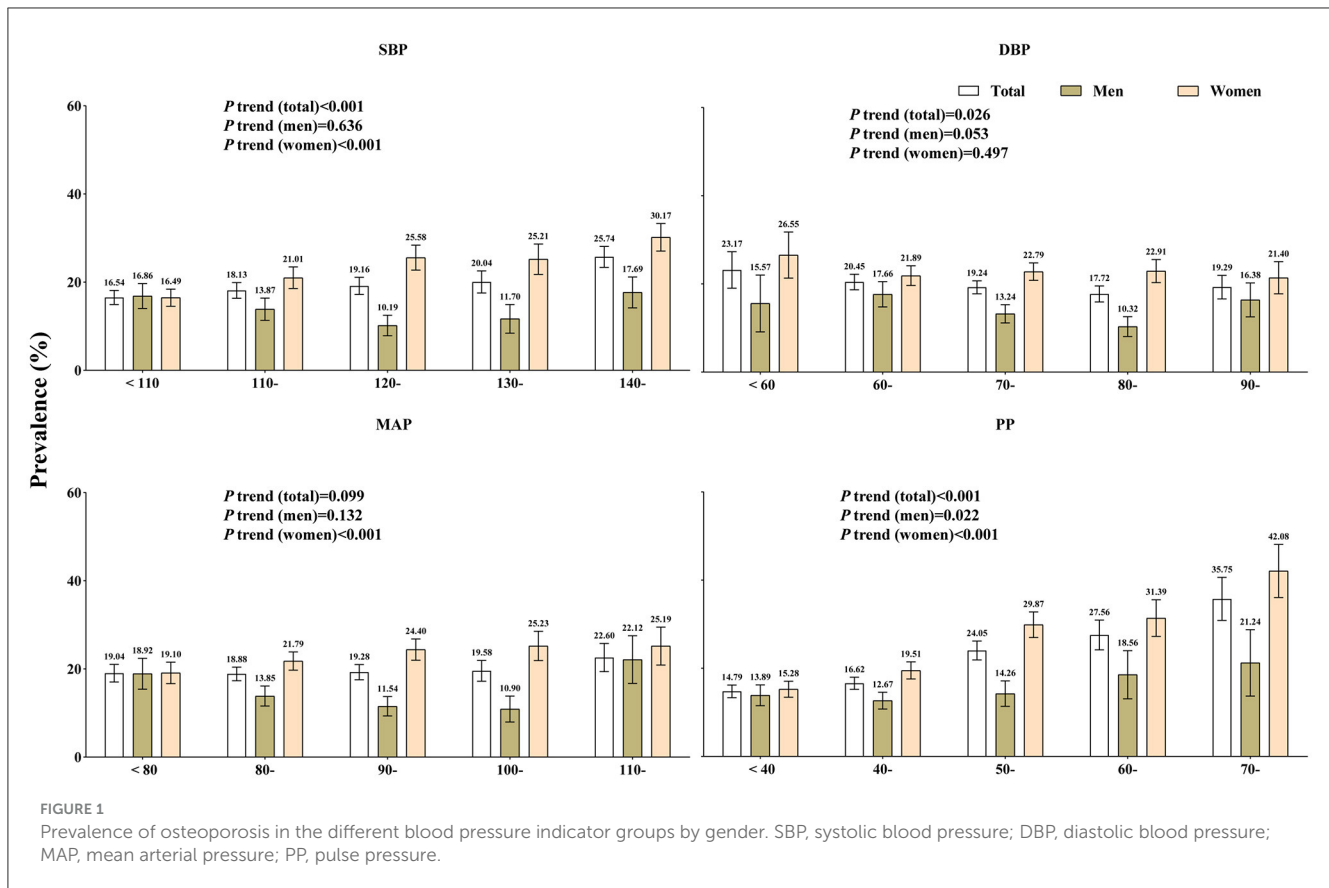 SBP
P trend (total)<0.001
P trend (men)=0.636
P trend (women)<0.001
60
40
20
0
16.54 16.86 16.49 18.13 13.87 21.01 19.16 10.19 25.58 20.04 11.70 25.21 25.74 17.69 30.17
< 110 110- 120- 130- 140-
DBP
Total Men Women
P trend (total)=0.026
P trend (men)=0.053
P trend (women)=0.497
23.17 15.57 26.55 20.45 17.66 21.89 19.24 13.24 22.79 17.72 10.32 22.91 19.29 16.38 21.40
< 60 60- 70- 80- 90-
Prevalence (%)
MAP
P trend (total)=0.099
P trend (men)=0.132
P trend (women)<0.001
60
40
20
0
19.04 18.92 19.10 18.88 13.85 21.79 19.28 11.54 24.40 19.58 10.90 25.23 22.60 22.12 25.19
< 80 80- 90- 100- 110-
PP
P trend (total)<0.001
P trend (men)=0.022
P trend (women)<0.001
14.79 13.89 15.28 16.62 12.67 19.51 24.05 14.26 29.87 27.56 18.56 31.39 35.75 21.24 42.08
< 40 40- 50- 60- 70-
FIGURE 1
Prevalence of osteoporosis in the different blood pressure indicator groups by gender. SBP, systolic blood pressure; DBP, diastolic blood pressure;
MAP, mean arterial pressure; PP, pulse pressure.